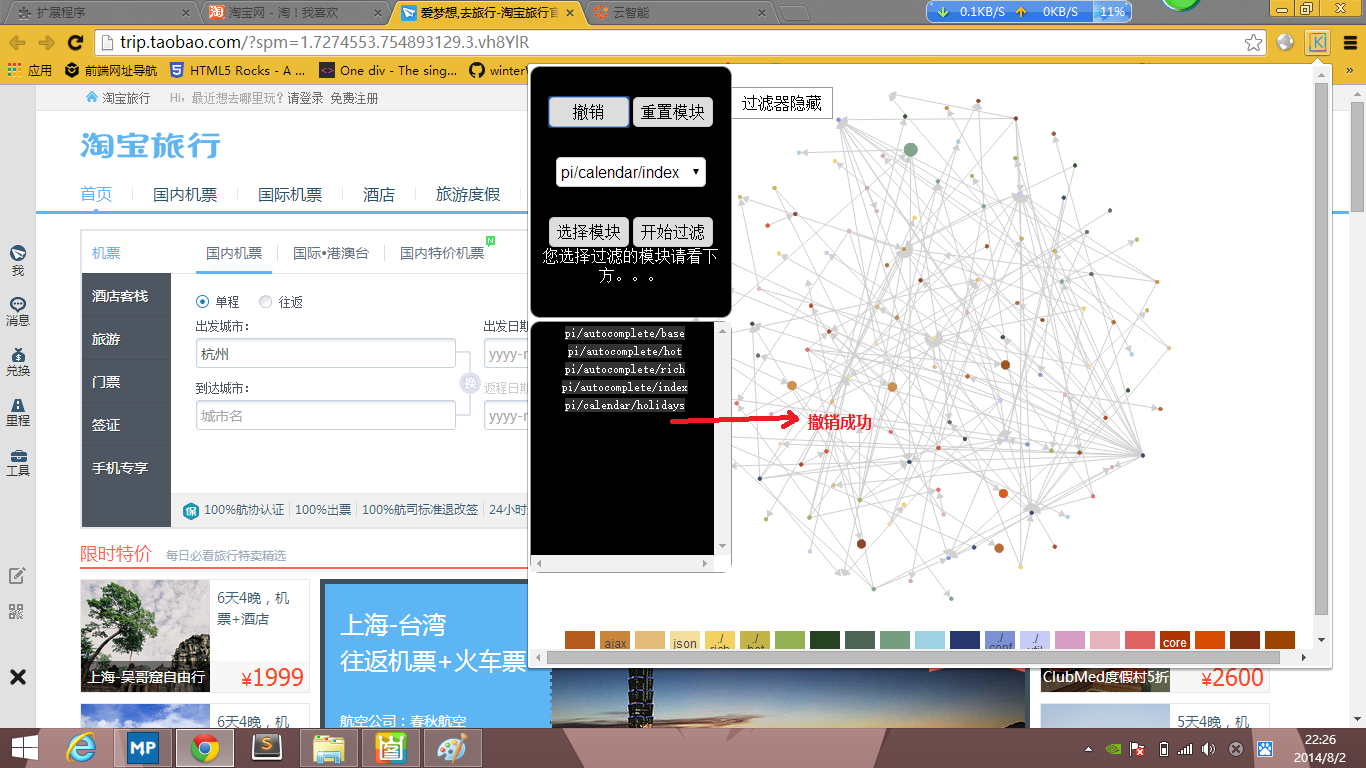 扩展程序
淘宝网 - 淘！我喜欢
爱梦想,去旅行-淘宝旅行官
云智能
0.1KB/S
0KB/S
11%
trip.taobao.com/?spm=1.7274553.754893129.3.vh8YlR
K
应用
前端网址导航
HTML5 Rocks - A ...
One div - The sing...
winter
»
淘宝旅行
Hi，最近想去哪里玩？请登录 免费注册
淘宝旅行
首页
国内机票
国际机票
酒店
旅游度假
我
消息
兑换
里程
工具
机票
国内机票
国际•港澳台
国内特价机票
N
酒店客栈
旅游
门票
签证
手机专享
单程
往返
出发城市：
出发日期
杭州
yyyy-m
换
到达城市：
返程日期
城市名
yyyy-m
保
100%航协认证
100%出票
100%航司标准退改签
24小时
限时特价
每日必看旅行特卖精选
6天4晚，机
票+酒店
上海-吴哥窟自由行
¥1999
6天4晚，机
上海-台湾
往返机票+火车票
航空公司：春秋航空
撤销
重置模块
过滤器隐藏
pi/calendar/index
选择模块
开始过滤
您选择过滤的模块请看下
方。。。
pi/autocomplete/base
pi/autocomplete/hot
pi/autocomplete/rich
pi/autocomplete/index
pi/calendar/holidays
撤销成功
ajax
json
./
rich
./
hot
./
conf
./
util
core
ClubMed度假村5折
¥2600
5天4晚，机
MP
S
22:26
2014/8/2